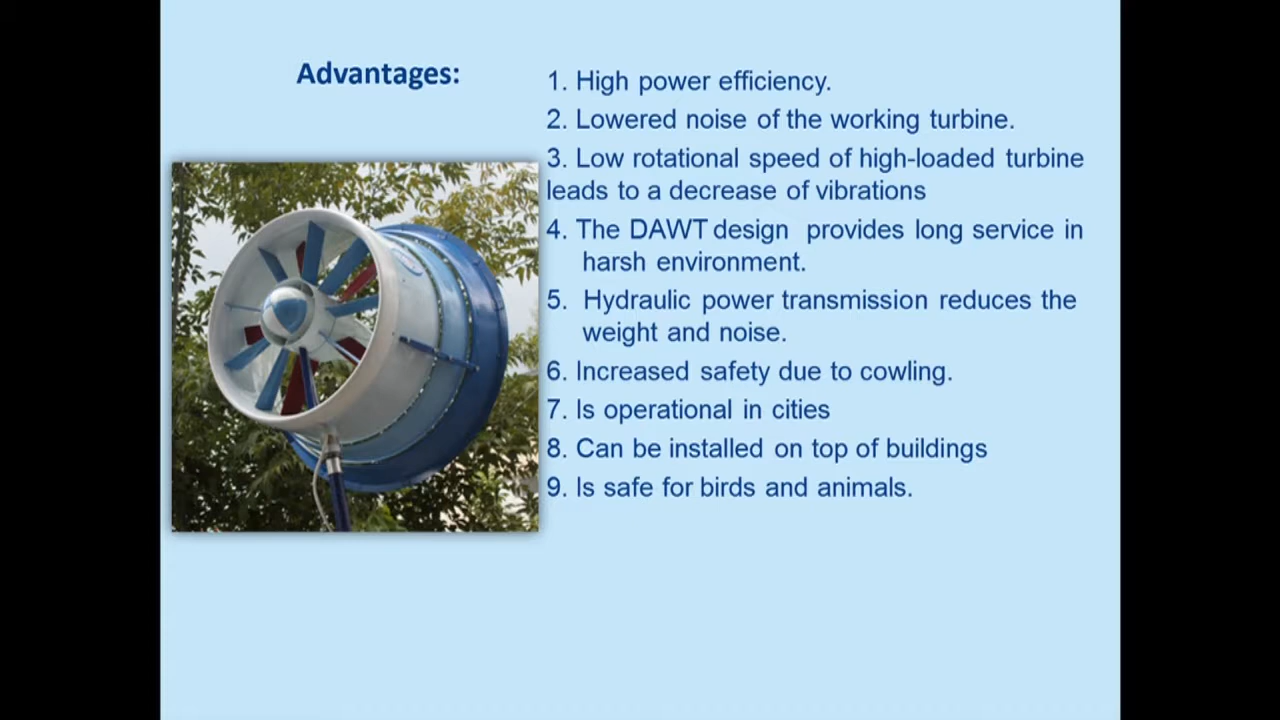 Advantages:
1. High power efficiency.
2. Lowered noise of the working turbine.
3. Low rotational speed of high-loaded turbine
leads to a decrease of vibrations
4. The DAWT design provides long service in
harsh environment.
5. Hydraulic power transmission reduces the
weight and noise.
6. Increased safety due to cowling.
7. Is operational in cities
8. Can be installed on top of buildings
9. Is safe for birds and animals.